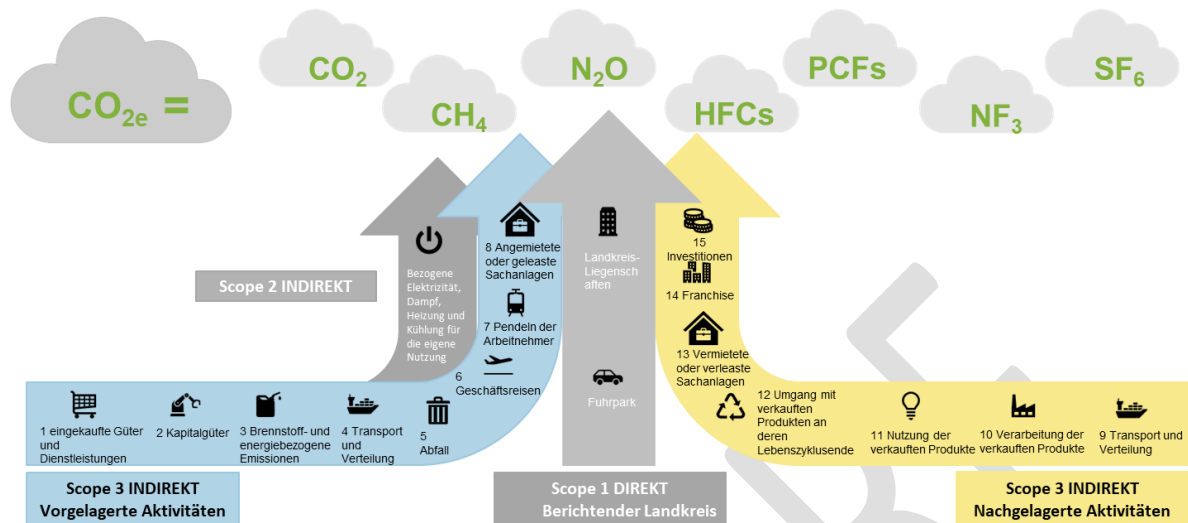 CO2e =
CO2
CH4
N2O
HFCs
PCFs
NF3
SF6
Scope 2 INDIREKT
Bezogene
Elektrizität,
Dampf,
Heizung und
Kühlung für
die eigene
Nutzung
8 Angemietete
oder geleaste
Sachanlagen
7 Pendeln der
Arbeitnehmer
6
Geschäftsreisen
Landkreis-
Liegensch
aften
Fuhrpark
15
Investitionen
14 Franchise
13 Vermietete
oder verleaste
Sachanlagen
1 eingekaufte Güter
und
Dienstleistungen
2 Kapitalgüter
3 Brennstoff- und
energiebezogene
Emissionen
4 Transport
und
Verteilung
5
Abfall
12 Umgang mit
verkauften
Produkten an
deren
Lebenszyklusende
11 Nutzung der
verkauften Produkte
10 Verarbeitung der
verkauften Produkte
9 Transport und
Verteilung
Scope 3 INDIREKT
Vorgelagerte Aktivitäten
Scope 1 DIREKT
Berichtender Landkreis
Scope 3 INDIREKT
Nachgelagerte Aktivitäten